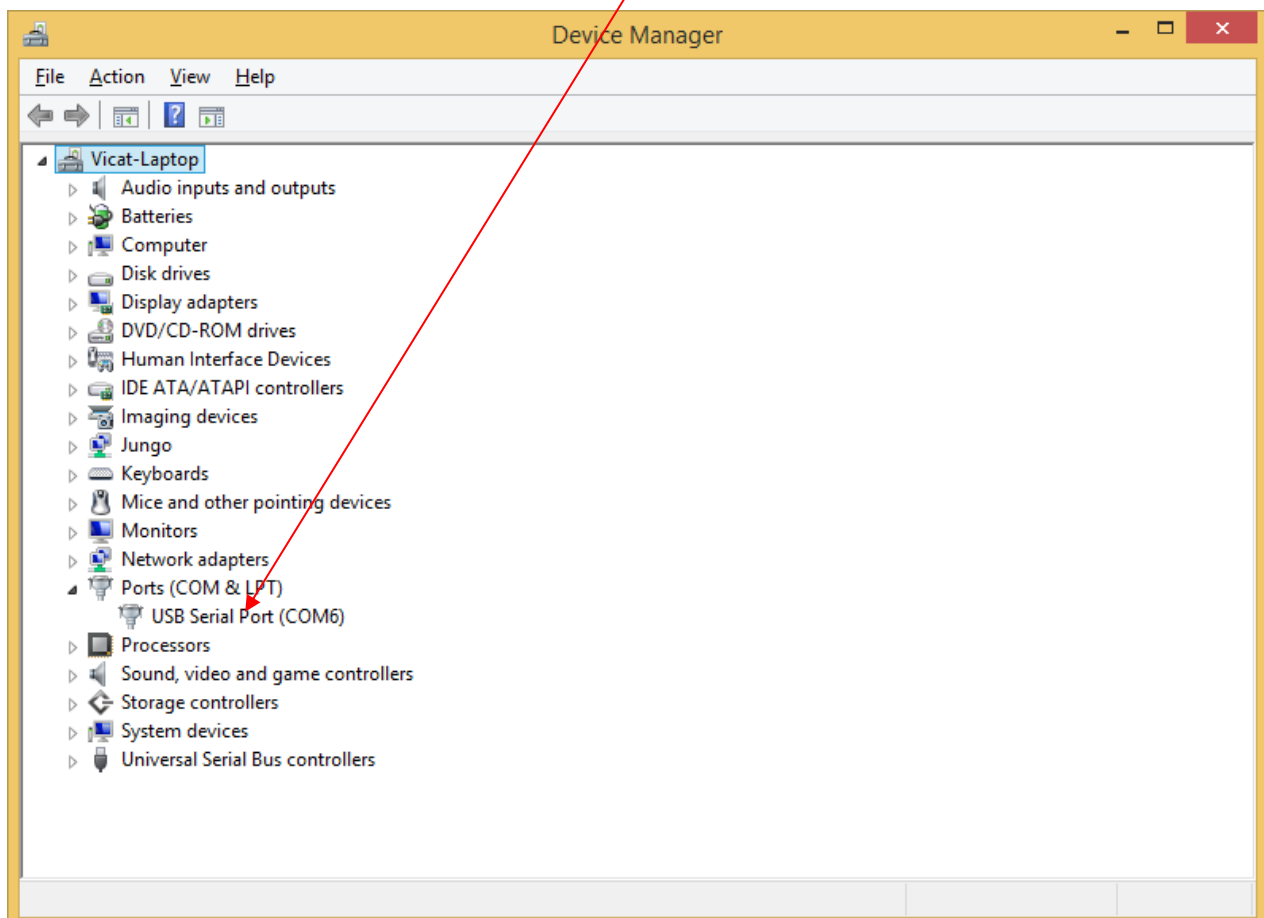 Device Manager
File Action View Help
Vicat-Laptop
Audio inputs and outputs
Batteries
Computer
Disk drives
Display adapters
DVD/CD-ROM drives
Human Interface Devices
IDE ATA/ATAPI controllers
Imaging devices
Jungo
Keyboards
Mice and other pointing devices
Monitors
Network adapters
Ports (COM & LPT)
USB Serial Port (COM6)
Processors
Sound, video and game controllers
Storage controllers
System devices
Universal Serial Bus controllers